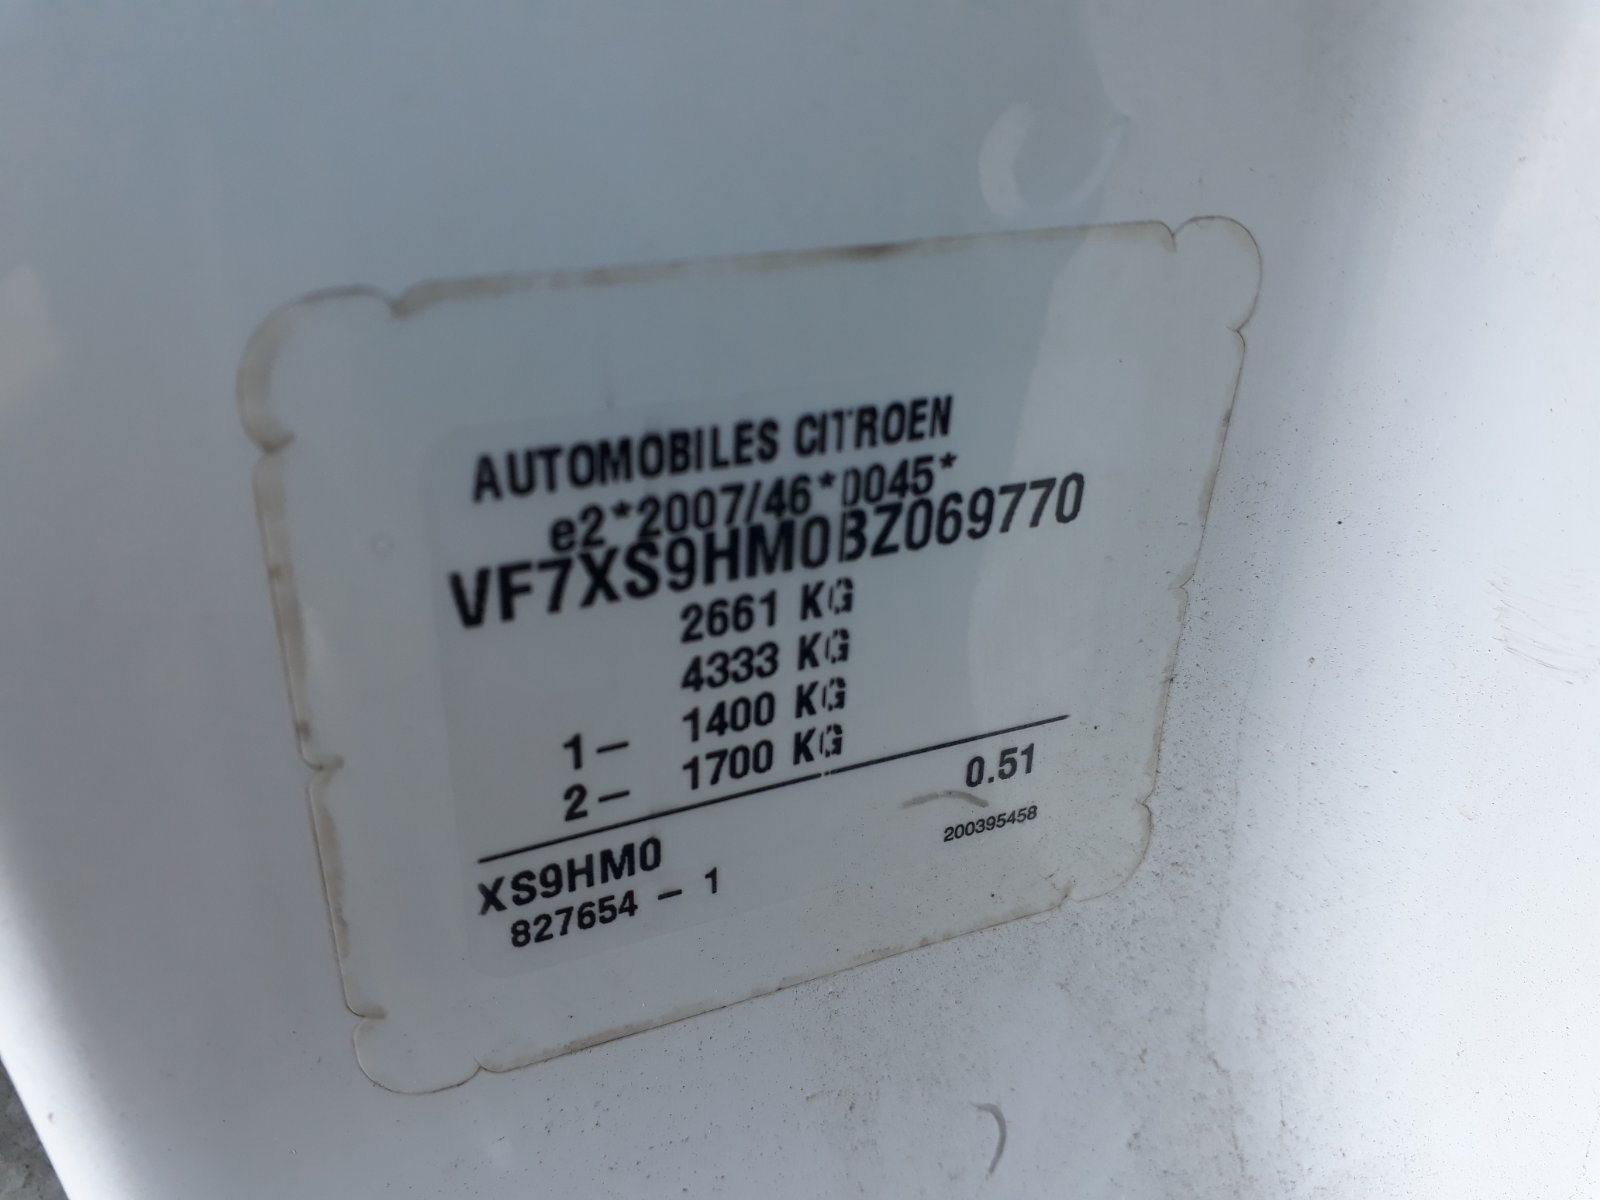 AUTOMOBILES CITROEN
e2*2007/46*0045*
VF7XS9HM0BZ069770
2661 KG
4333 KG
1- 1400 KG
2- 1700 KG
0.51
XS9HM0
200395458
827654 - 1